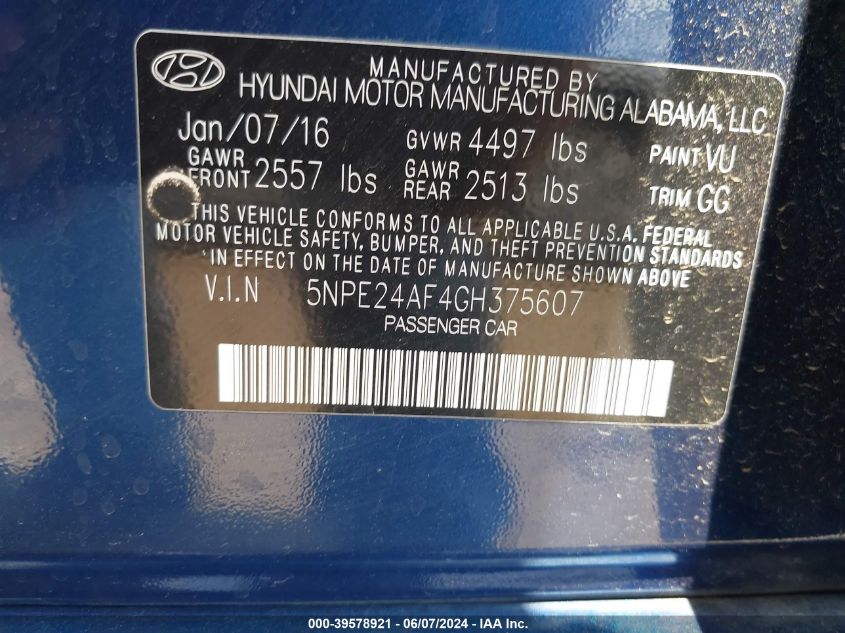 MANUFACTURED BY
HYUNDAI MOTOR MANUFACTURING ALABAMA, LLC
Jan/07/16 GVWR 4497 lbs PAINT VU
GAWR FRONT 2557 lbs GAWR REAR 2513 lbs TRIM GG
THIS VEHICLE CONFORMS TO ALL APPLICABLE U.S.A. FEDERAL
MOTOR VEHICLE SAFETY, BUMPER, AND THEFT PREVENTION STANDARDS
IN EFFECT ON THE DATE OF MANUFACTURE SHOWN ABOVE
V.I.N 5NPE24AF4GH375607
PASSENGER CAR
000-39578921 - 06/07/2024 - IAA Inc.